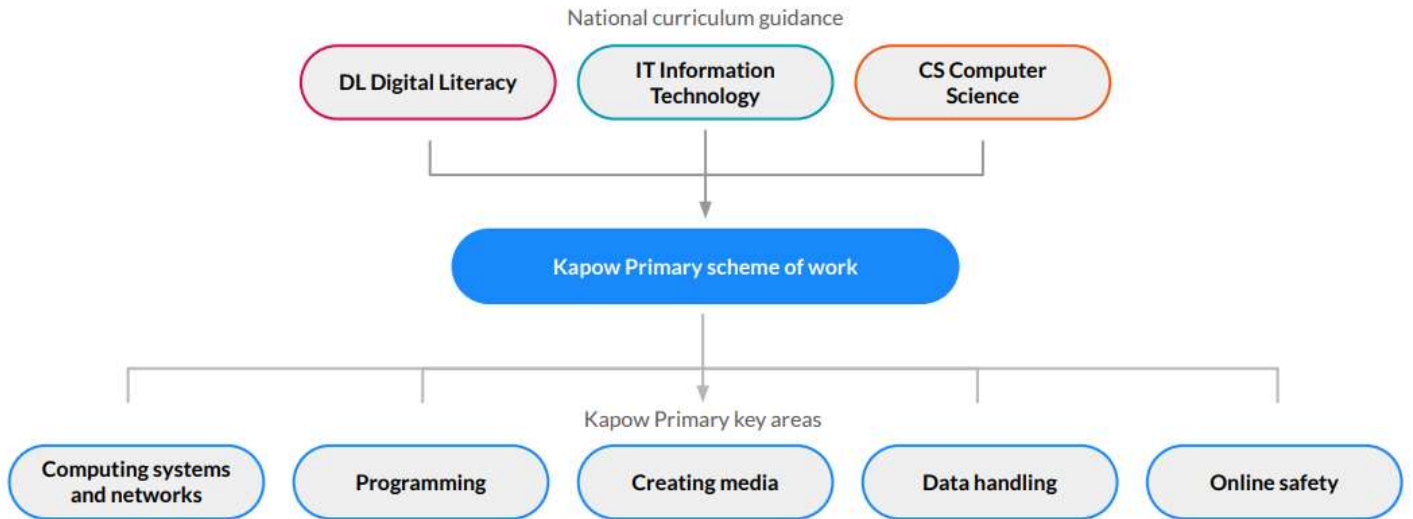 National curriculum guidance
DL Digital Literacy
IT Information
Technology
CS Computer
Science
Kapow Primary scheme of work
Kapow Primary key areas
Computing systems
and networks
Programming
Creating media
Data handling
Online safety